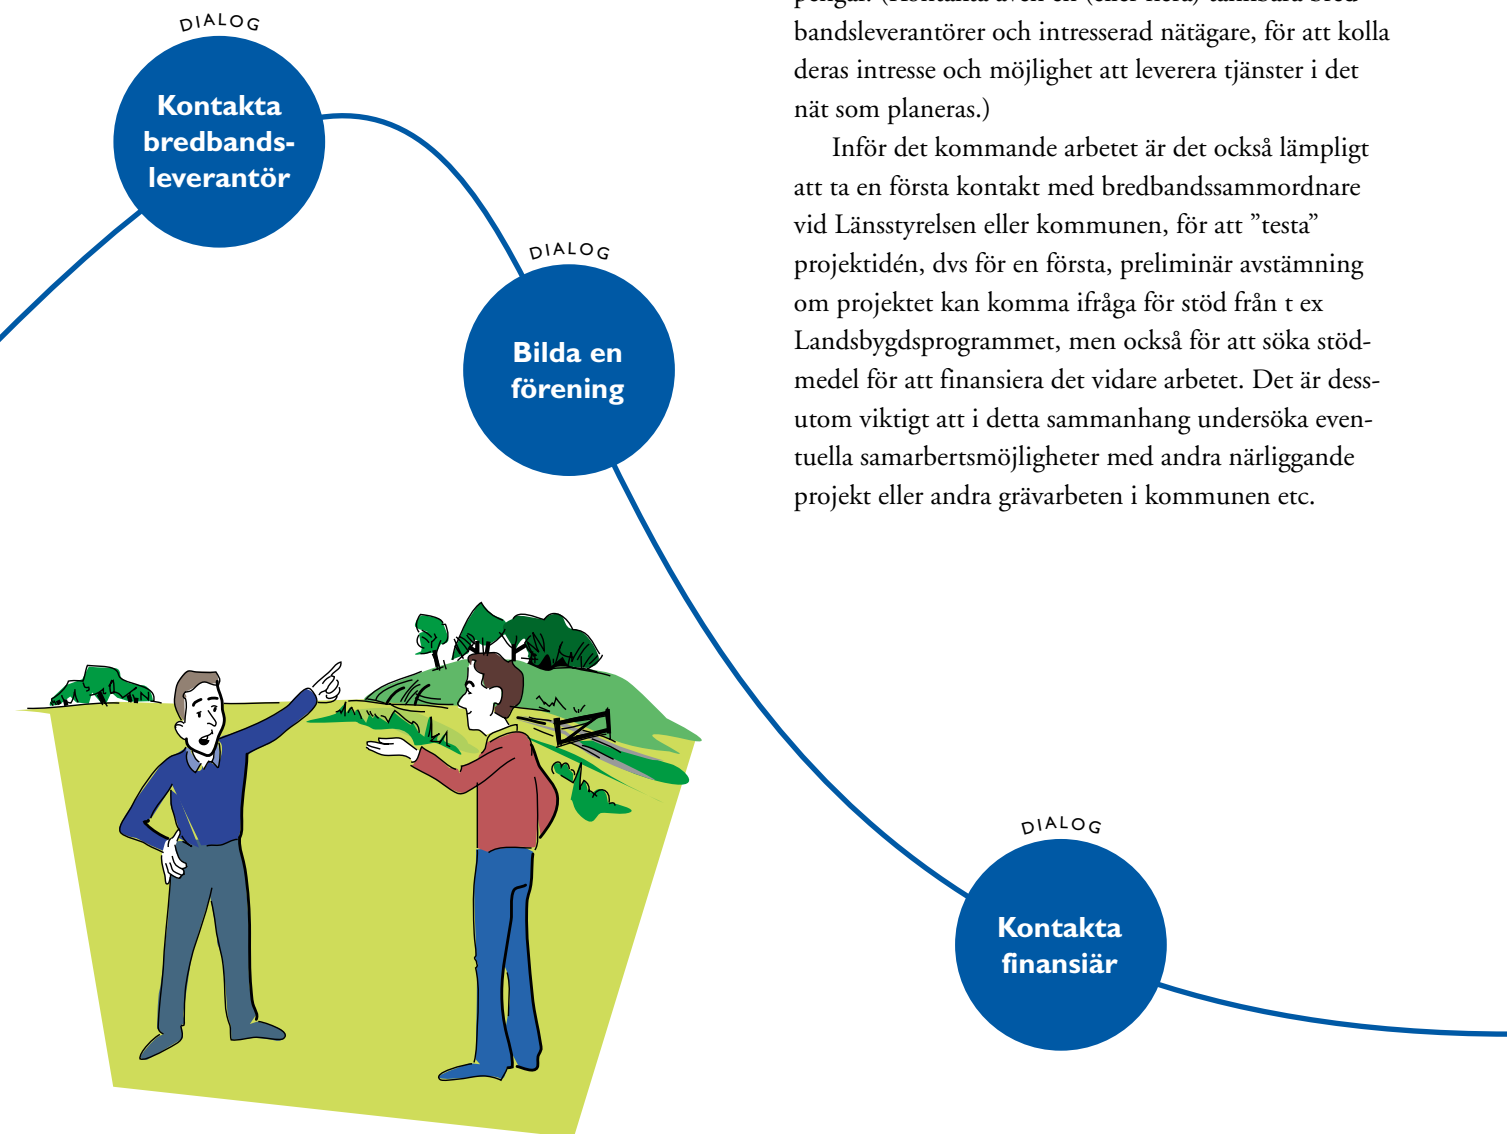 DIALOG
Kontakta
bredbands-
leverantör
DIALOG
Bilda en
förening
bandsleverantörer och intresserad nätägare, för att kolla
deras intresse och möjlighet att leverera tjänster i det
nät som planeras.)
Inför det kommande arbetet är det också lämpligt
att ta en första kontakt med bredbandssammordnare
vid Länsstyrelsen eller kommunen, för att ”testa”
projektidén, dvs för en första, preliminär avstämning
om projektet kan komma ifråga för stöd från t ex
Landsbygdsprogrammet, men också för att söka stöd-
medel för att finansiera det vidare arbetet. Det är dess-
utom viktigt att i detta sammanhang undersöka even-
tuella samarbertsmöjligheter med andra närliggande
projekt eller andra grävarbeten i kommunen etc.
DIALOG
Kontakta
finansiär